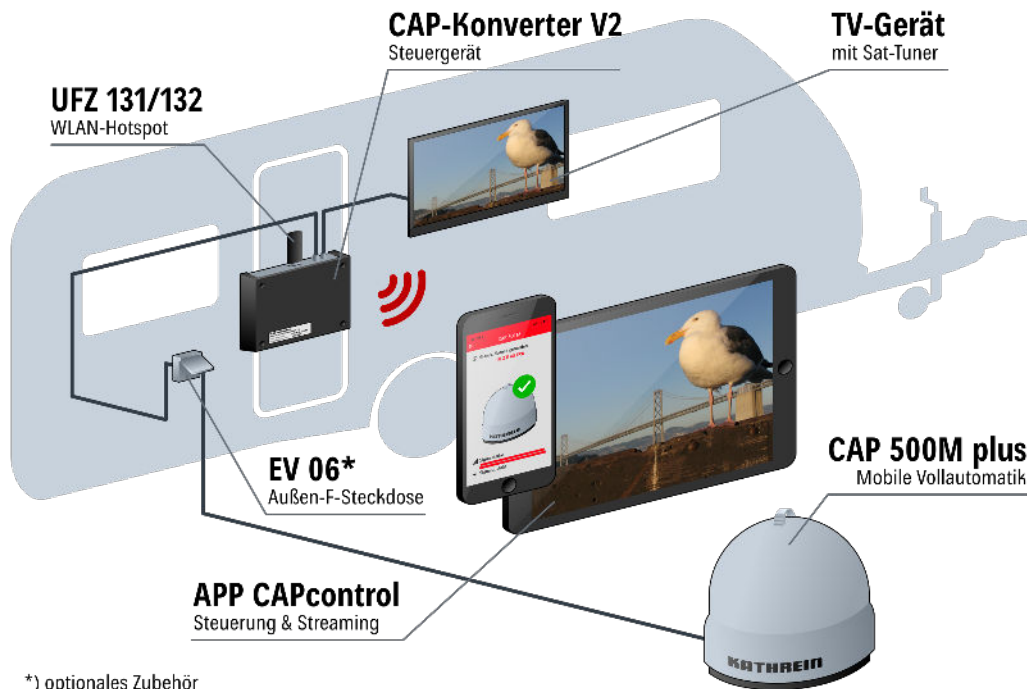 CAP-Konverter V2
Steuergerät
TV-Gerät
mit Sat-Tuner
UFZ 131/132
WLAN-Hotspot
EV 06*
Außen-F-Steckdose
CAP 500M plus
Mobile Vollautomatik
APP CAPcontrol
Steuerung & Streaming
KATHREIN
KATHREIN
*) optionales Zubehör